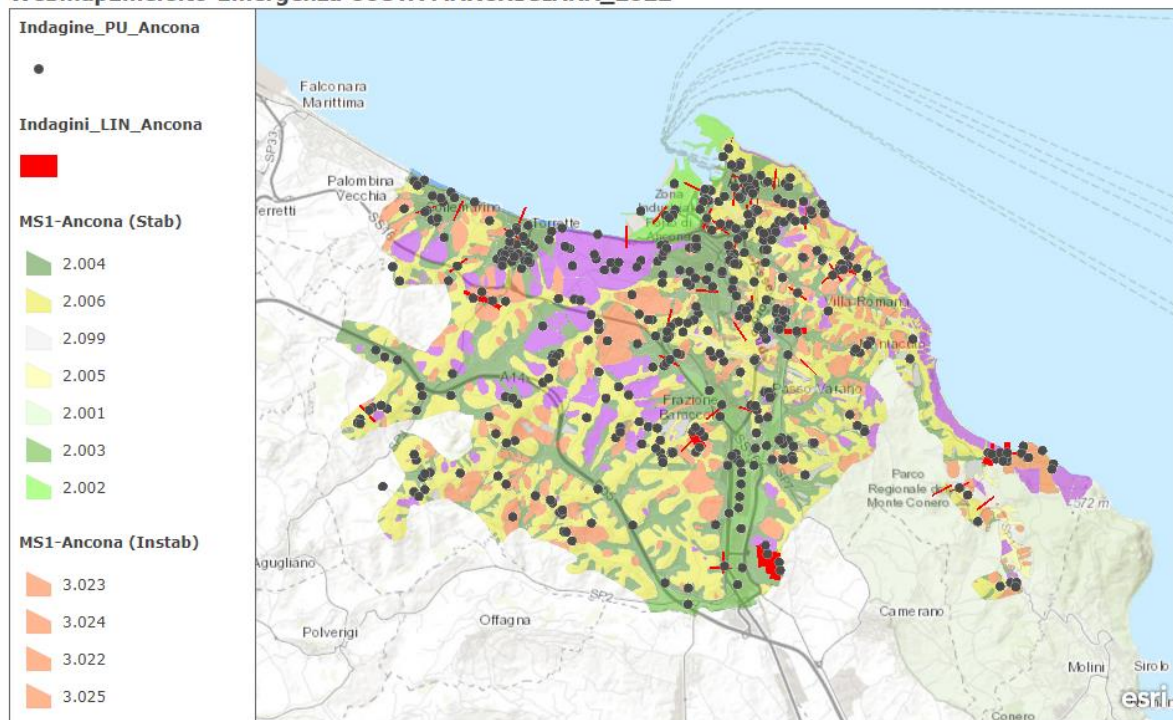 Indagine_PU_Ancona
Indagini_LIN_Ancona
MS1-Ancona (Stab)
2.004
2.006
2.099
2.005
2.001
2.003
2.002
MS1-Ancona (Instab)
3.023
3.024
3.022
3.025
Falconara
Marittima
SP33
Palombina
Vecchia
SS16
Torrette
Zona
Villa Romana
Passo Varano
Frazione
A14
Parco
Regionale del
Monte Conero
572 m
Agugliano
SP2
Offagna
Polverigi
Camerano
Molini
Sirolo
Conero
esri